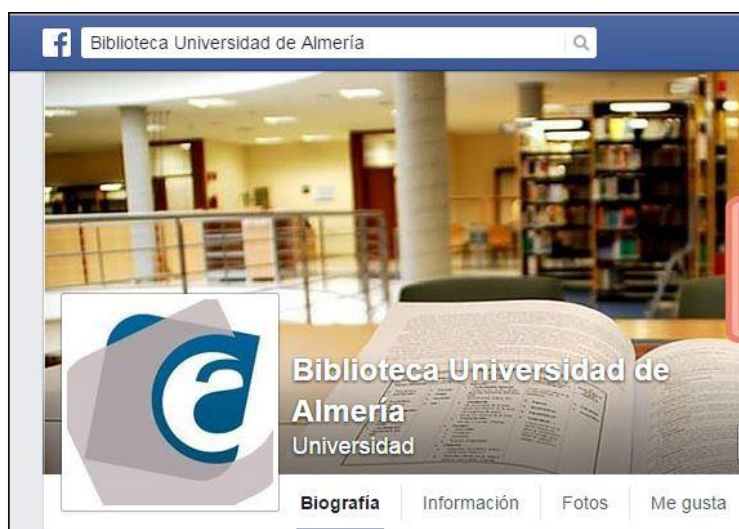 Biblioteca Universidad de Almería
Biblioteca Universidad de
Almería
Universidad
Biografía Información Fotos Me gusta